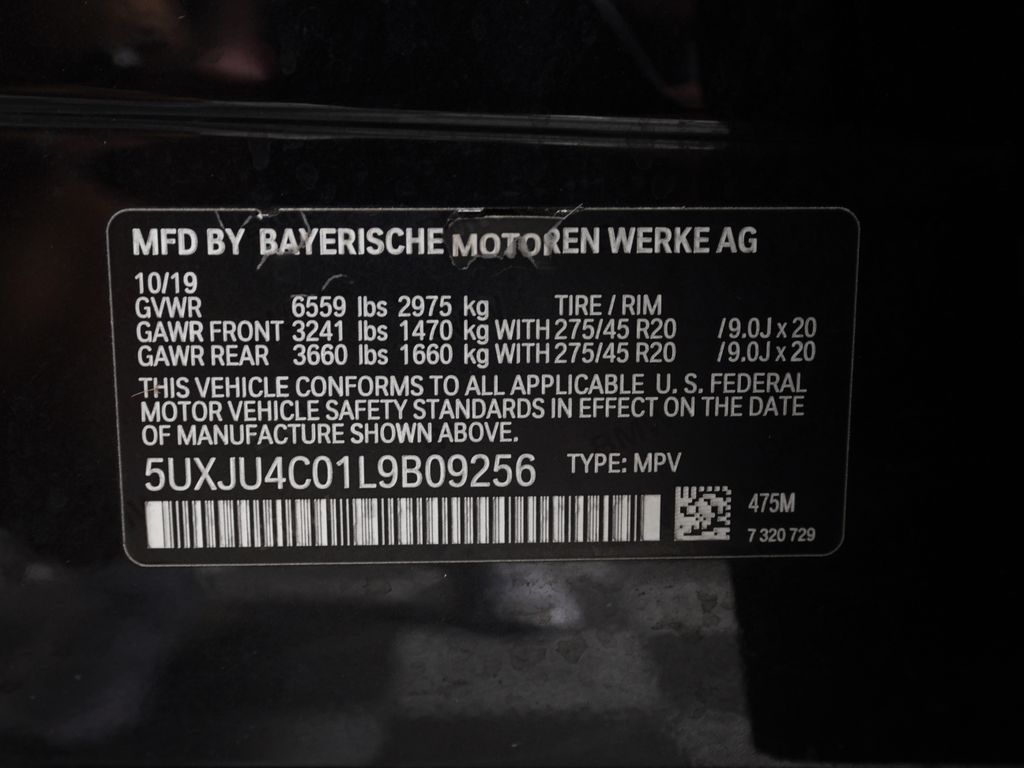 MFD BY BAYERISCHE MOTOREN WERKE AG
10/19
GVWR 6559 lbs 2975 kg TIRE / RIM
GAWR FRONT 3241 lbs 1470 kg WITH 275/45 R20 /9.0J x 20
GAWR REAR 3660 lbs 1660 kg WITH 275/45 R20 /9.0J x 20
THIS VEHICLE CONFORMS TO ALL APPLICABLE U. S. FEDERAL
MOTOR VEHICLE SAFETY STANDARDS IN EFFECT ON THE DATE
OF MANUFACTURE SHOWN ABOVE.
5UXJU4C01L9B09256 TYPE: MPV
475M
7 320 729